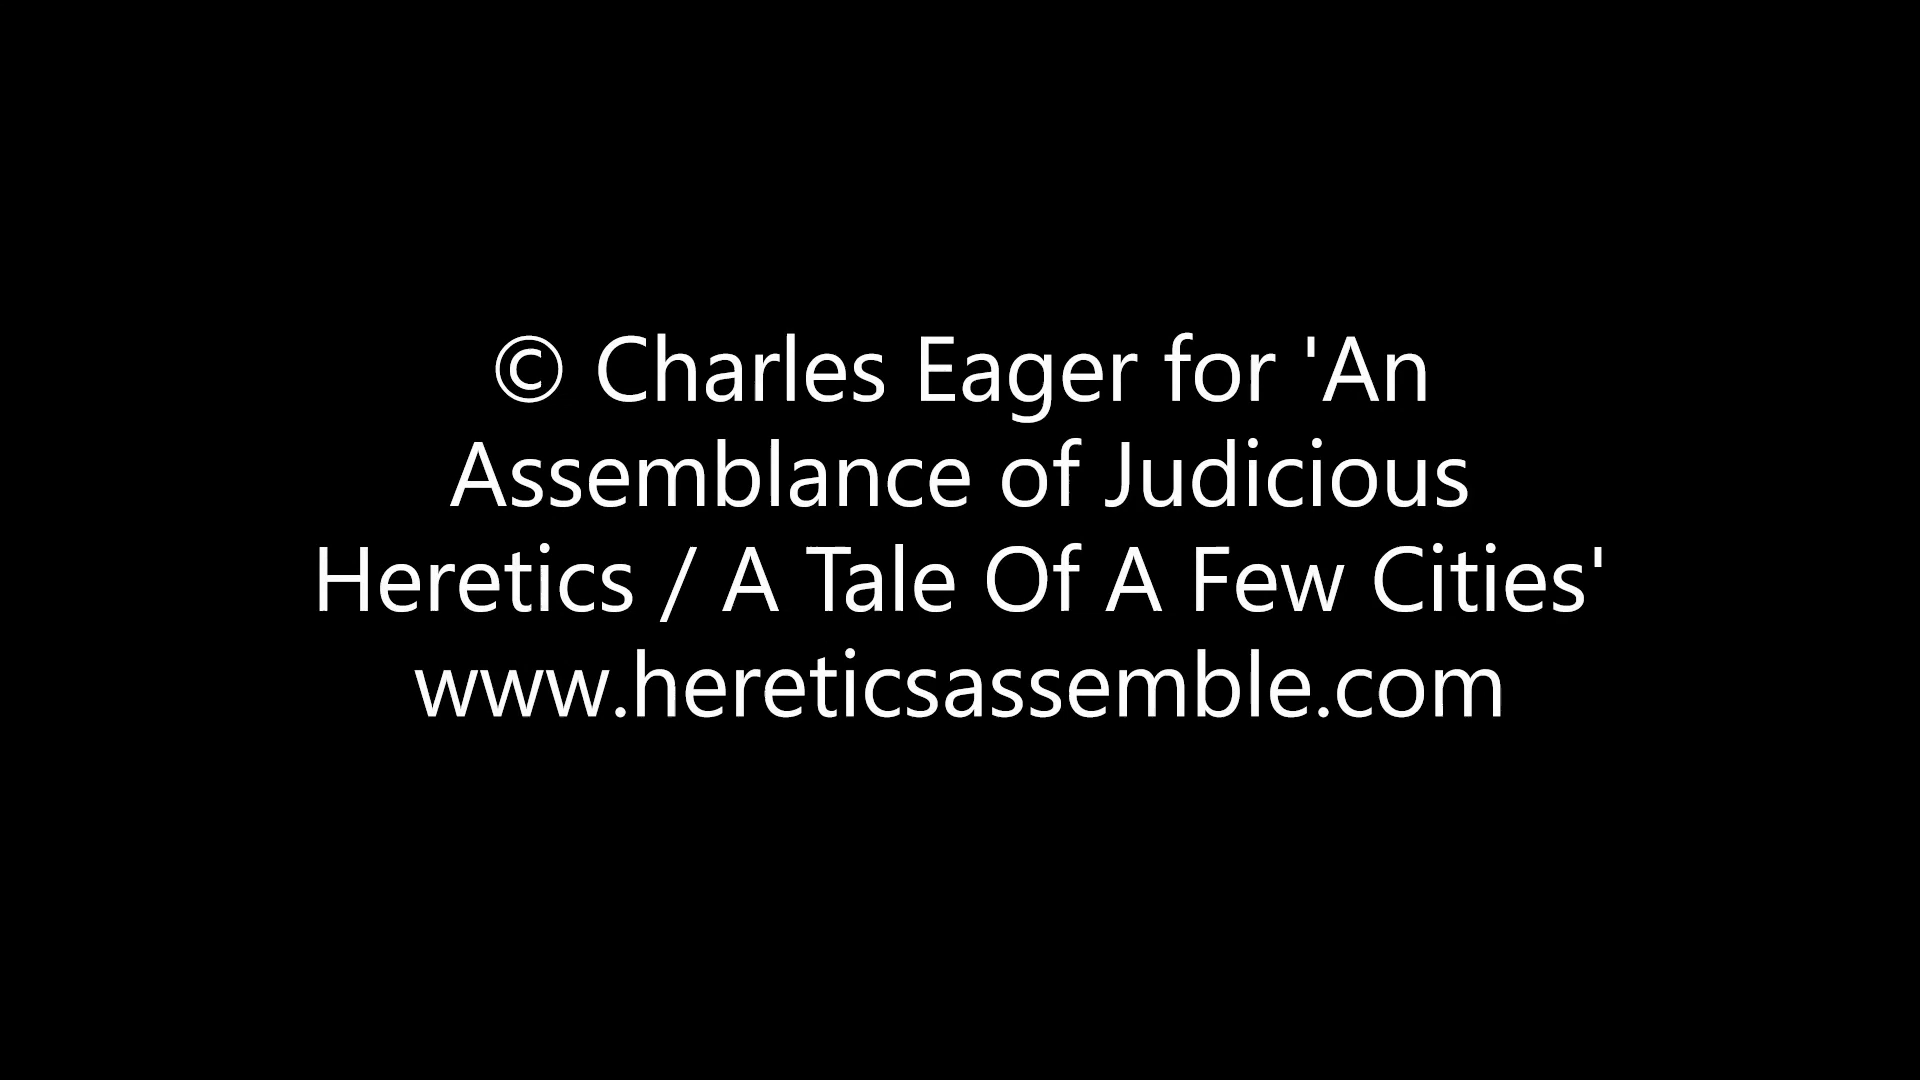 © Charles Eager for 'An
Assemblance of Judicious
Heretics / A Tale Of A Few Cities'
www.hereticsassemble.com